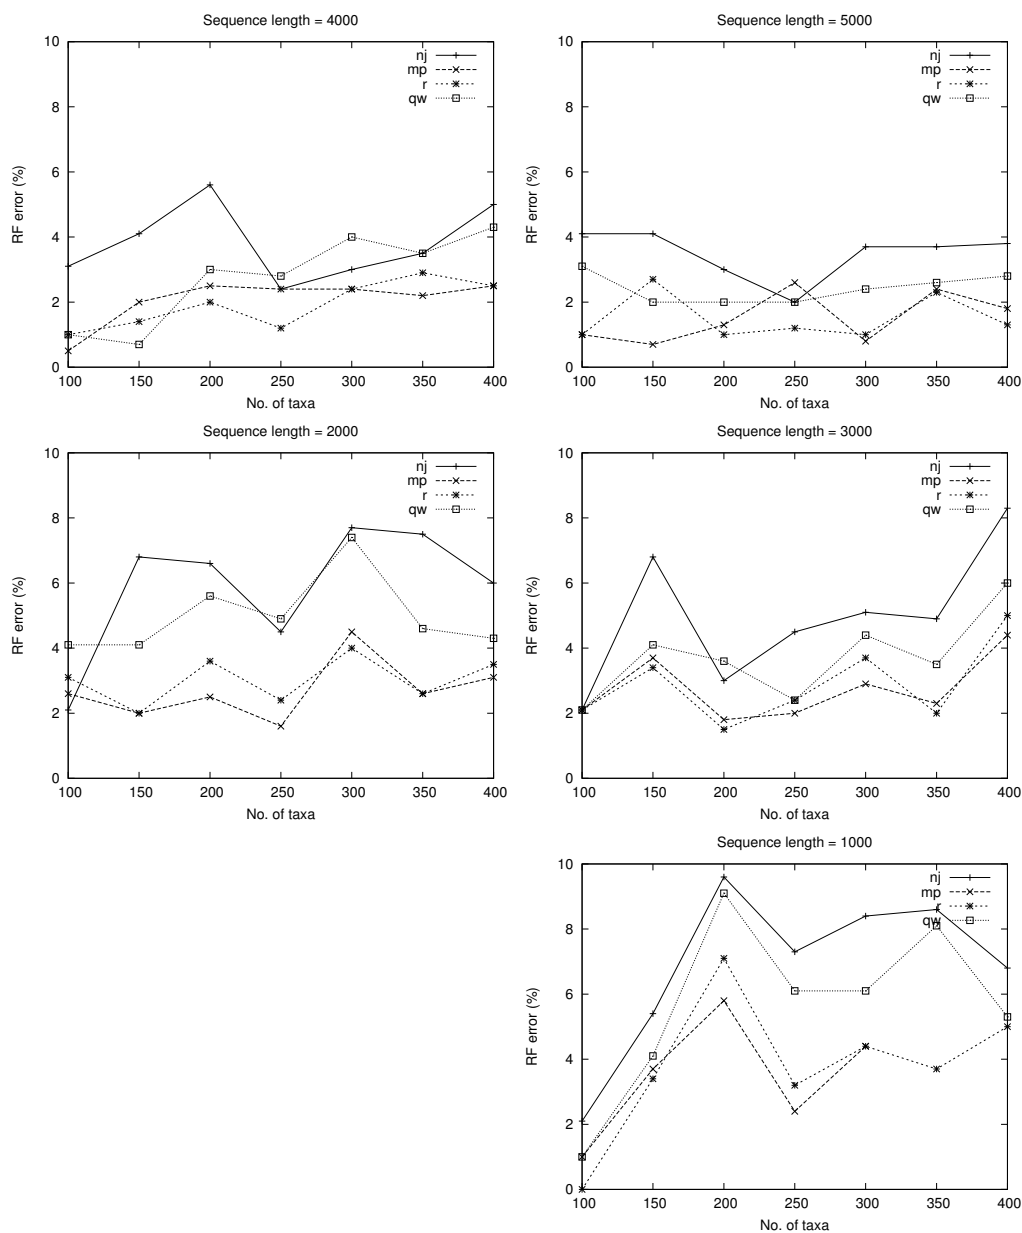 Sequence length = 4000
10
8
6
4
2
0
RF error (%)
nj
mp
r
qw
100 150 200 250 300 350 400
No. of taxa
Sequence length = 5000
10
8
6
4
2
0
RF error (%)
nj
mp
r
qw
100 150 200 250 300 350 400
No. of taxa
Sequence length = 2000
10
8
6
4
2
0
RF error (%)
nj
mp
r
qw
100 150 200 250 300 350 400
No. of taxa
Sequence length = 3000
10
8
6
4
2
0
RF error (%)
nj
mp
r
qw
100 150 200 250 300 350 400
No. of taxa
Sequence length = 1000
10
8
6
4
2
0
RF error (%)
nj
mp
r
qw
100 150 200 250 300 350 400
No. of taxa